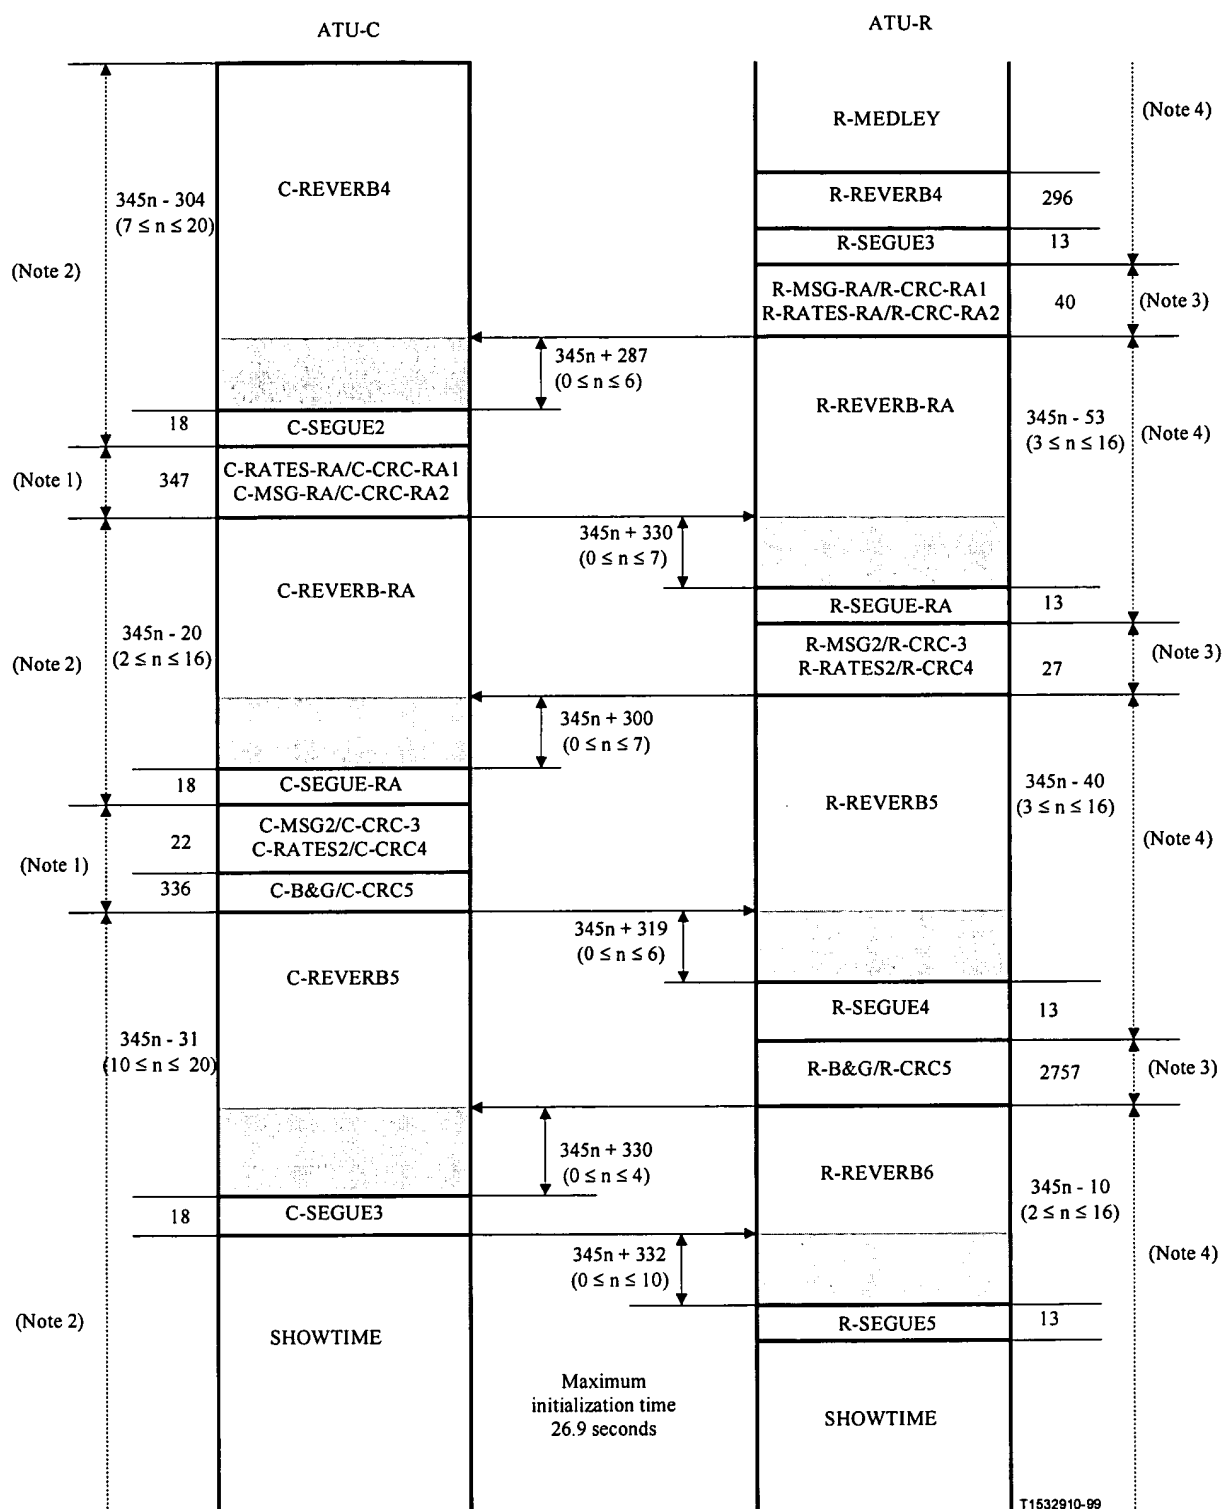 ATU-C
ATU-R
R-MEDLEY
(Note 4)
C-REVERB4
345n - 304
(7 ≤ n ≤ 20)
R-REVERB4
296
R-SEGUE3
13
(Note 2)
R-MSG-RA/R-CRC-RA1
R-RATES-RA/R-CRC-RA2
40
(Note 3)
345n + 287
(0 ≤ n ≤ 6)
R-REVERB-RA
345n - 53
(3 ≤ n ≤ 16)
(Note 4)
18
C-SEGUE2
(Note 1)
347
C-RATES-RA/C-CRC-RA1
C-MSG-RA/C-CRC-RA2
345n + 330
(0 ≤ n ≤ 7)
C-REVERB-RA
R-SEGUE-RA
13
345n - 20
(2 ≤ n ≤ 16)
(Note 2)
R-MSG2/R-CRC-3
R-RATES2/R-CRC4
27
(Note 3)
345n + 300
(0 ≤ n ≤ 7)
18
C-SEGUE-RA
R-REVERB5
345n - 40
(3 ≤ n ≤ 16)
(Note 4)
22
C-MSG2/C-CRC-3
C-RATES2/C-CRC4
(Note 1)
336
C-B&G/C-CRC5
345n + 319
(0 ≤ n ≤ 6)
C-REVERB5
R-SEGUE4
13
345n - 31
(10 ≤ n ≤ 20)
R-B&G/R-CRC5
2757
(Note 3)
345n + 330
(0 ≤ n ≤ 4)
R-REVERB6
345n - 10
(2 ≤ n ≤ 16)
18
C-SEGUE3
(Note 4)
345n + 332
(0 ≤ n ≤ 10)
(Note 2)
SHOWTIME
R-SEGUE5
13
Maximum
initialization time
26.9 seconds
SHOWTIME
T1532910-99